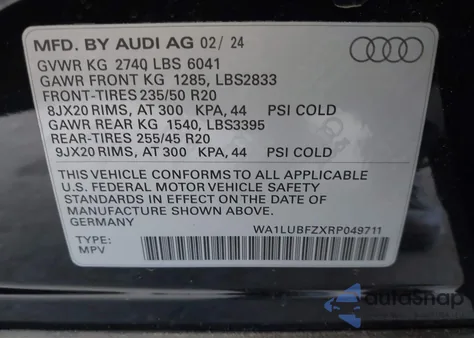 MFD. BY AUDI AG 02/ 24
GVWR KG 2740 LBS 6041
GAWR FRONT KG 1285, LBS2833
FRONT-TIRES 235/50 R20
8JX20 RIMS, AT 300 KPA, 44 PSI COLD
GAWR REAR KG 1540, LBS3395
REAR-TIRES 255/45 R20
9JX20 RIMS, AT 300 KPA, 44 PSI COLD
THIS VEHICLE CONFORMS TO ALL APPLICABLE
U.S. FEDERAL MOTOR VEHICLE SAFETY
STANDARDS IN EFFECT ON THE DATE OF
MANUFACTURE SHOWN ABOVE.
GERMANY
WA1LUBFZXRP049711
TYPE:
MPV
autosnap